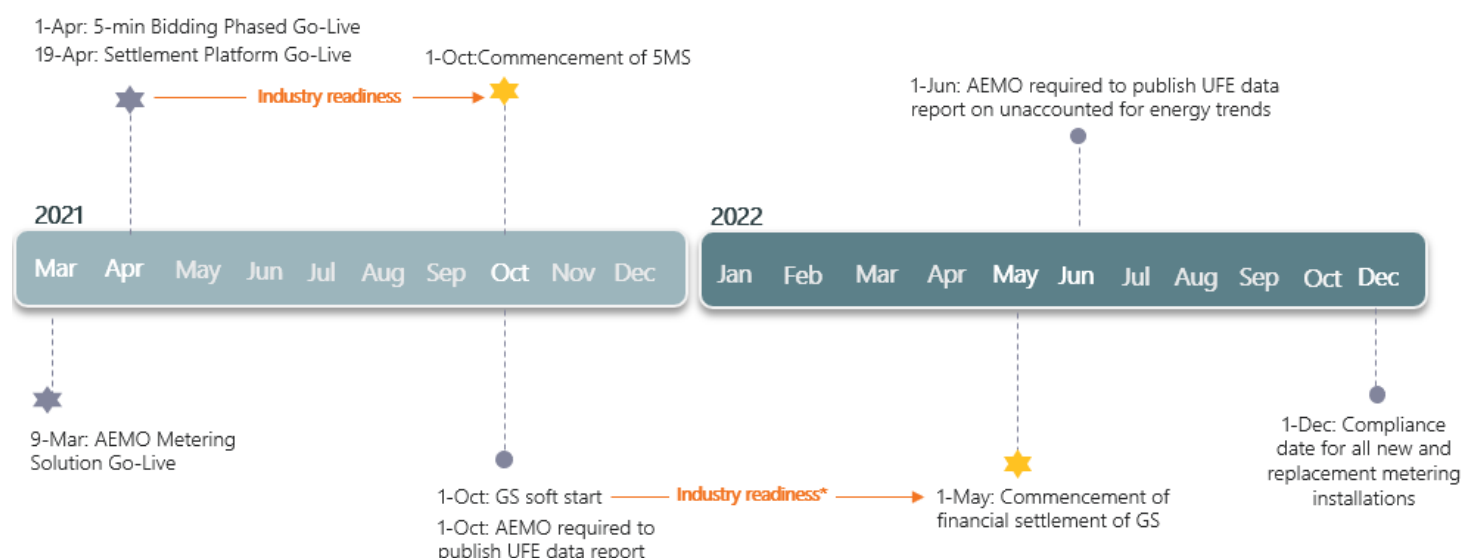 1-Apr: 5-min Bidding Phased Go-Live
19-Apr: Settlement Platform Go-Live
1-Oct:Commencement of 5MS
Industry readiness
1-Jun: AEMO required to publish UFE data
report on unaccounted for energy trends
2021
2022
Mar Apr May Jun Jul Aug Sep Oct Nov Dec
Jan Feb Mar Apr May Jun Jul Aug Sep Oct Dec
9-Mar: AEMO Metering
Solution Go-Live
1-Oct: GS soft start
Industry readiness*
1-Oct: AEMO required to
publish UFE data report
1-May: Commencement of
financial settlement of GS
1-Dec: Compliance
date for all new and
replacement metering
installations